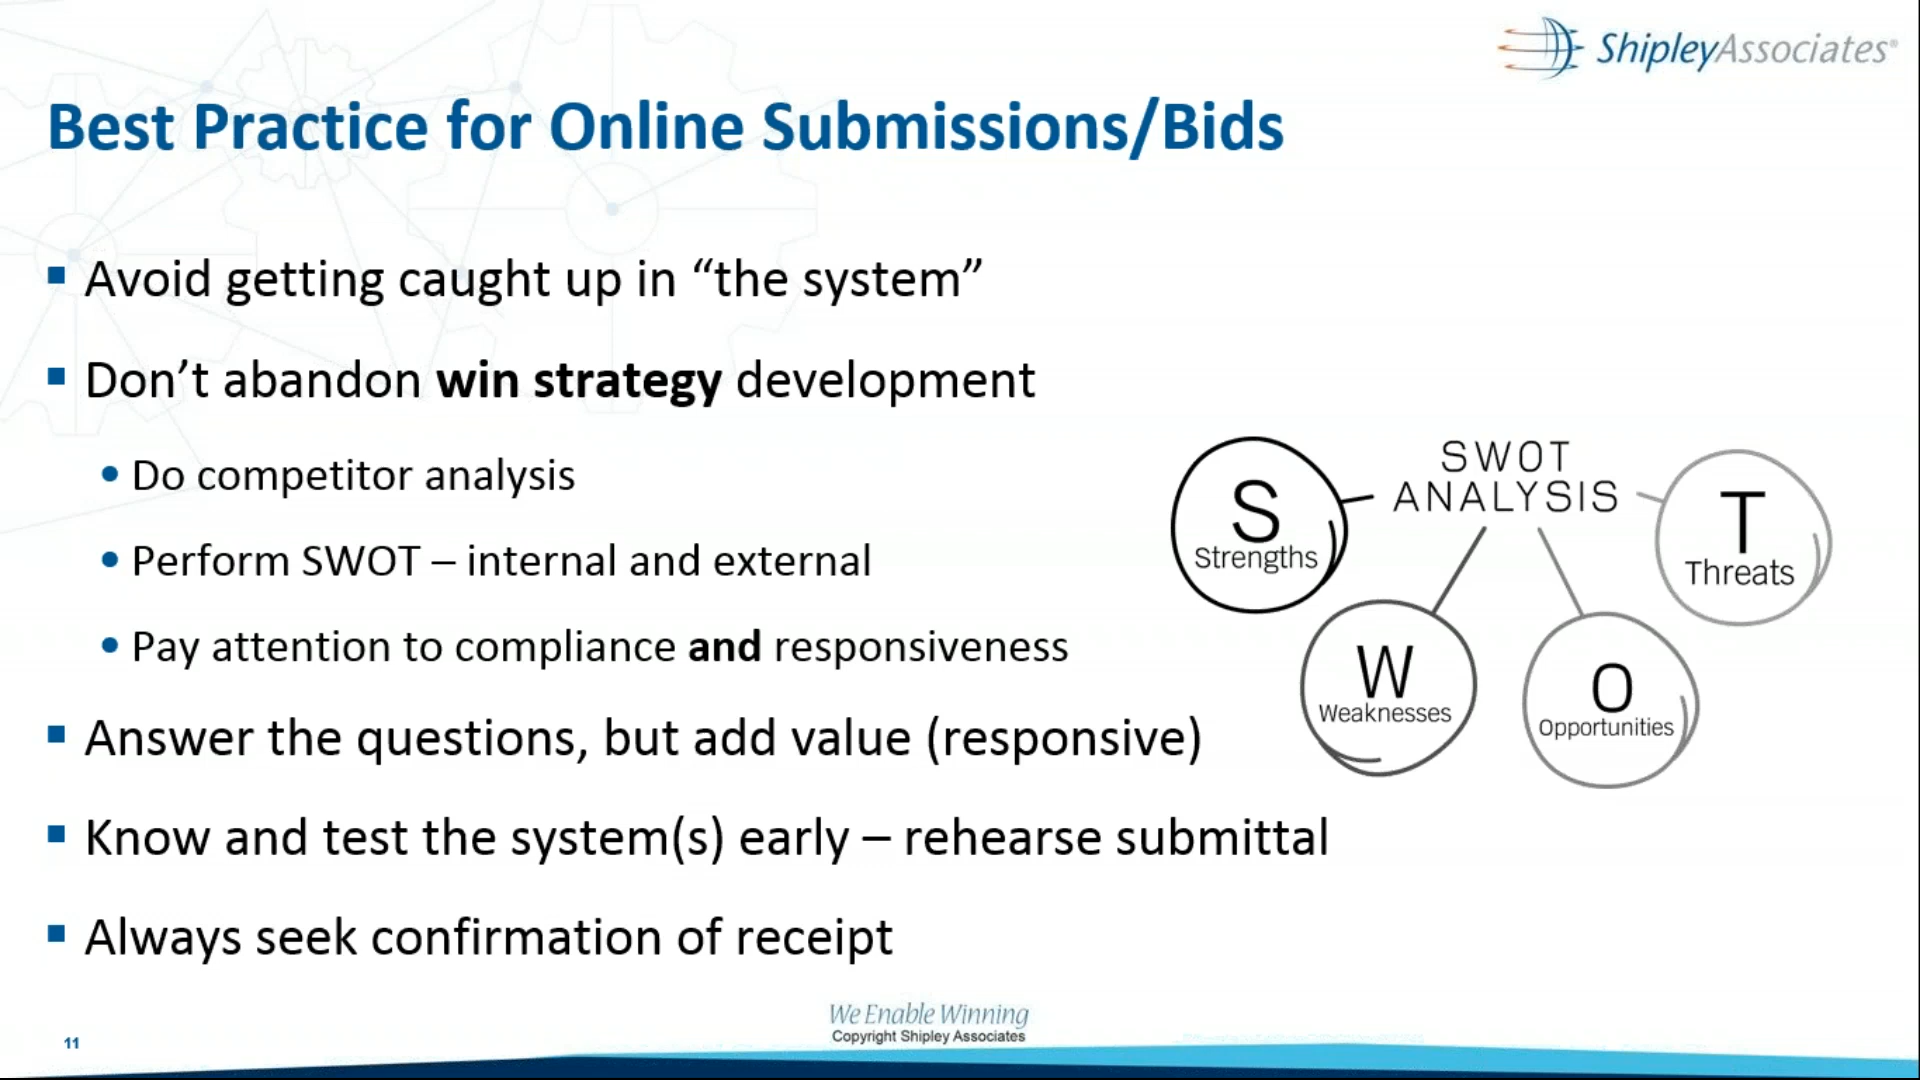 ShipleyAssociates®
Best Practice for Online Submissions/Bids
▪ Avoid getting caught up in “the system”
▪ Don’t abandon win strategy development
• Do competitor analysis
• Perform SWOT – internal and external
• Pay attention to compliance and responsiveness
▪ Answer the questions, but add value (responsive)
▪ Know and test the system(s) early – rehearse submittal
▪ Always seek confirmation of receipt
SWOT
ANALYSIS
S
Strengths
W
Weaknesses
O
Opportunities
T
Threats
We Enable Winning
Copyright Shipley Associates
11